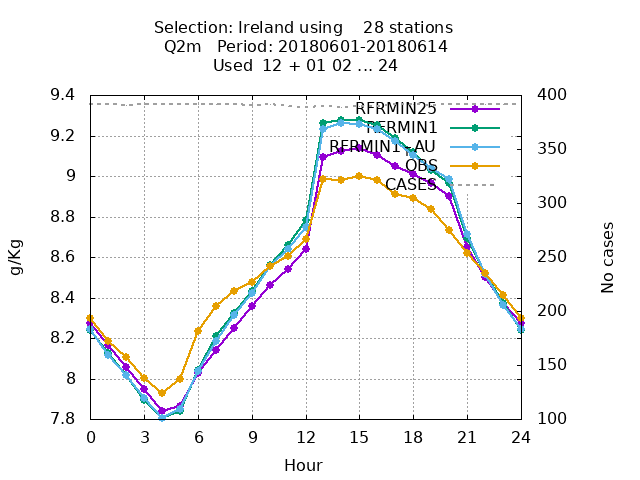 Selection: Ireland using 28 stations
Q2m Period: 20180601-20180614
Used 12 + 01 02 ... 24
9.4
9.2
9
8.8
8.6
8.4
8.2
8
7.8
400
350
300
250
200
150
100
g/Kg
No cases
RFRMIN25
RFRMIN1
RFRMIN1+AU
OBS
CASES
0 3 6 9 12 15 18 21 24
Hour